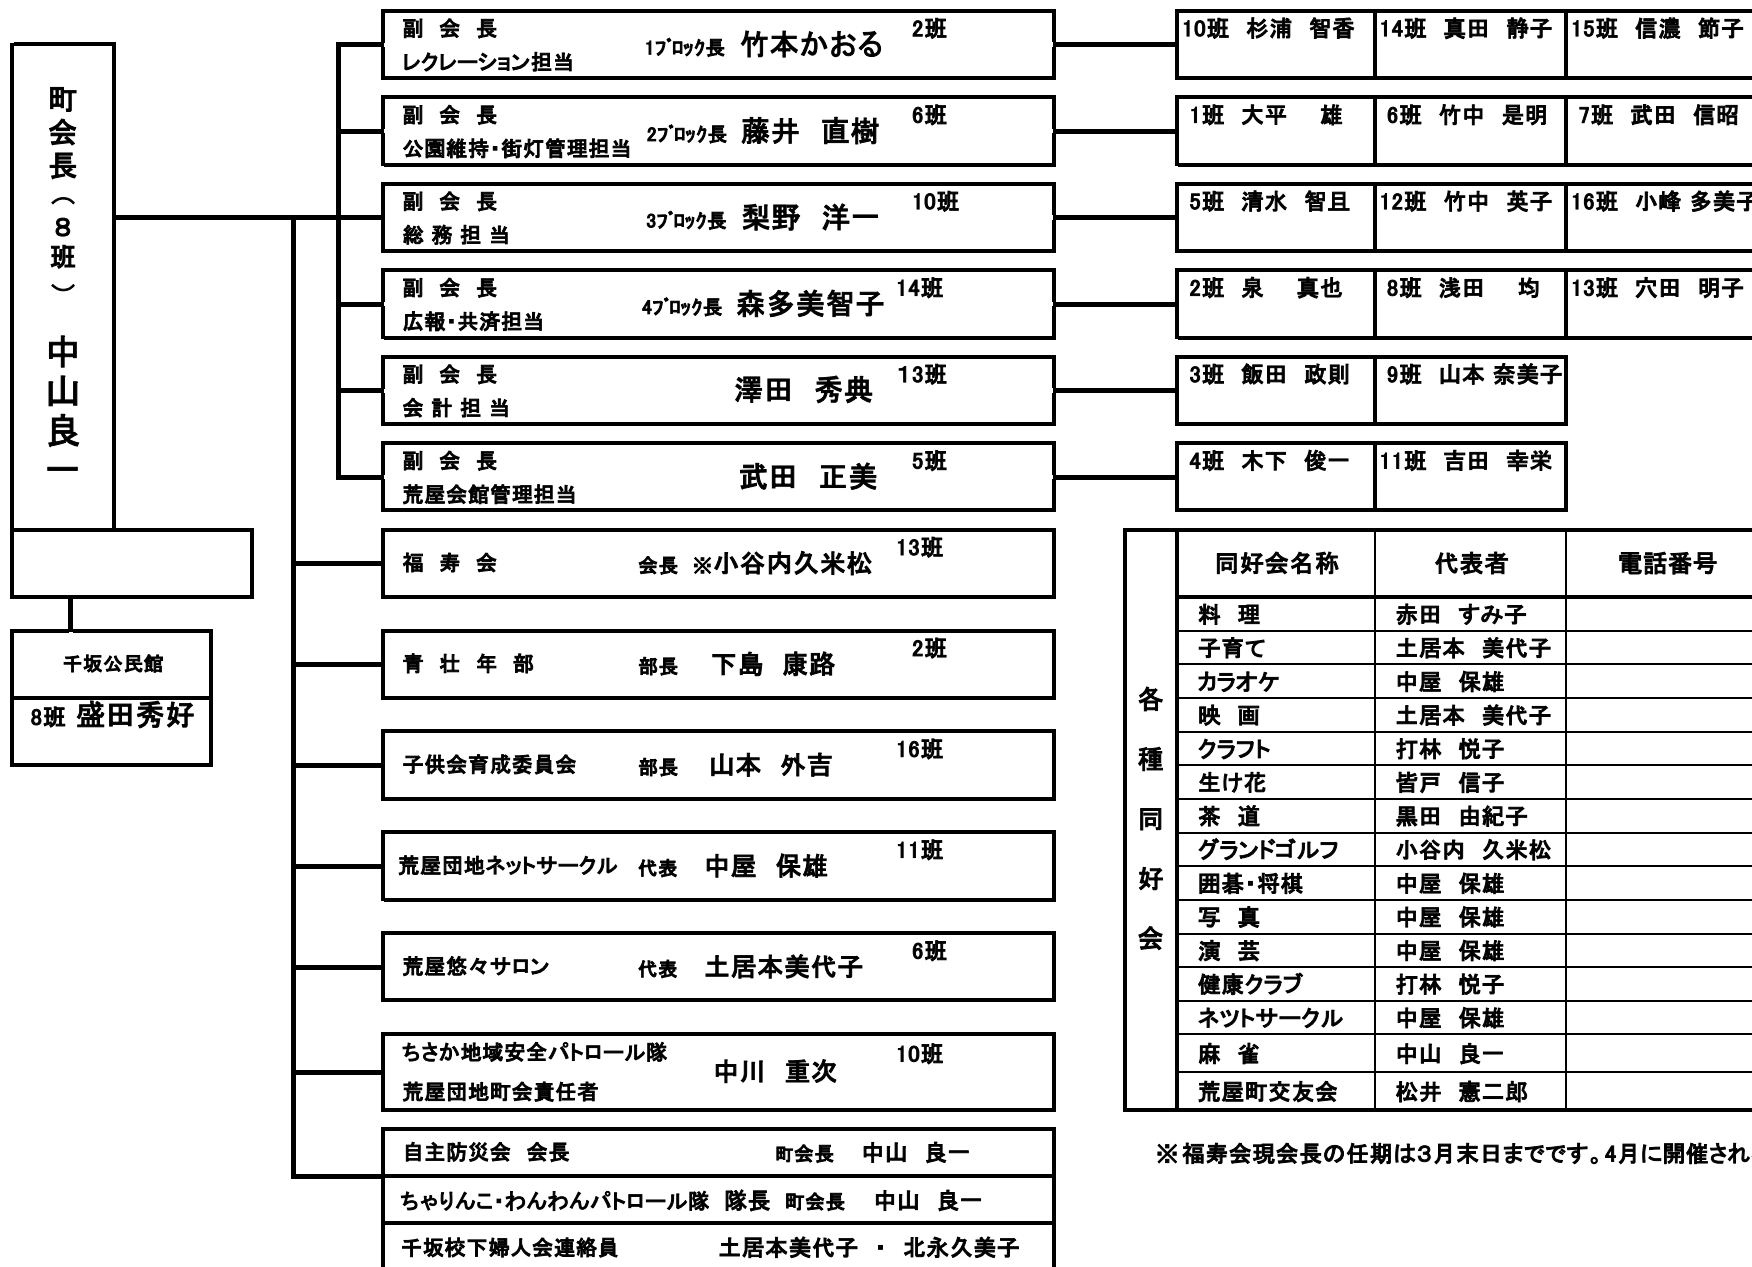 町会長（８班）　中山良一
千坂公民館
8班 盛田秀好
副 会 長 1ﾌﾞﾛｯｸ長 竹本かおる 2班
レクレーション担当
10班 杉浦 智香 14班 真田 静子 15班 信濃 節子
副 会 長 2ﾌﾞﾛｯｸ長 藤井 直樹 6班
公園維持・街灯管理担当
1班 大平 雄 6班 竹中 是明 7班 武田 信昭
副 会 長 3ﾌﾞﾛｯｸ長 梨野 洋一 10班
総 務 担 当
5班 清水 智且 12班 竹中 英子 16班 小峰 多美子
副 会 長 4ﾌﾞﾛｯｸ長 森多美智子 14班
広報・共済担当
2班 泉 真也 8班 浅田 均 13班 穴田 明子
副 会 長 澤田 秀典 13班
会 計 担 当
3班 飯田 政則 9班 山本 奈美子
副 会 長 武田 正美 5班
荒屋会館管理担当
4班 木下 俊一 11班 吉田 幸栄
福 寿 会 会長 ※小谷内久米松 13班
青 壮 年 部 部長 下島 康路 2班
子供会育成委員会 部長 山本 外吉 16班
荒屋団地ネットサークル 代表 中屋 保雄 11班
荒屋悠々サロン 代表 土居本美代子 6班
ちさか地域安全パトロール隊 中川 重次 10班
荒屋団地町会責任者
自主防災会 会長 町会長 中山 良一
ちゃりんこ・わんわんパトロール隊 隊長 町会長 中山 良一
千坂校下婦人会連絡員 土居本美代子 ・ 北永久美子
各種同好会
同好会名称 代表者 電話番号
料 理 赤田 すみ子
子育て 土居本 美代子
カラオケ 中屋 保雄
映 画 土居本 美代子
クラフト 打林 悦子
生け花 皆戸 信子
茶 道 黒田 由紀子
グランドゴルフ 小谷内 久米松
囲碁・将棋 中屋 保雄
写 真 中屋 保雄
演 芸 中屋 保雄
健康クラブ 打林 悦子
ネツトサークル 中屋 保雄
麻 雀 中山 良一
荒屋町交友会 松井 憲二郎
※福寿会現会長の任期は３月末日までです。4月に開催され